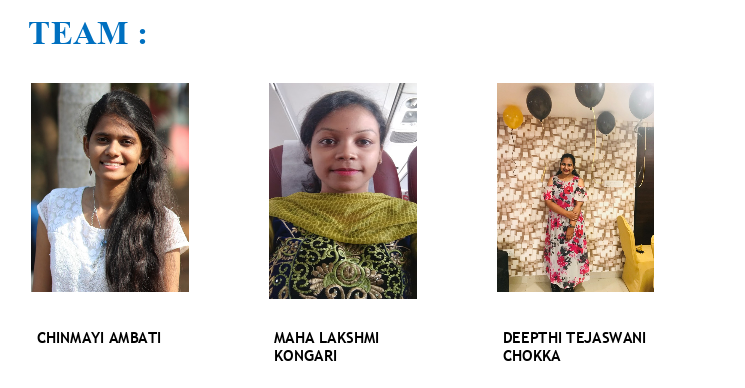 TEAM :
CHINMAYI AMBATI
MAHA LAKSHMI
KONGARI
DEEPTHI TEJASWANI
CHOKKA